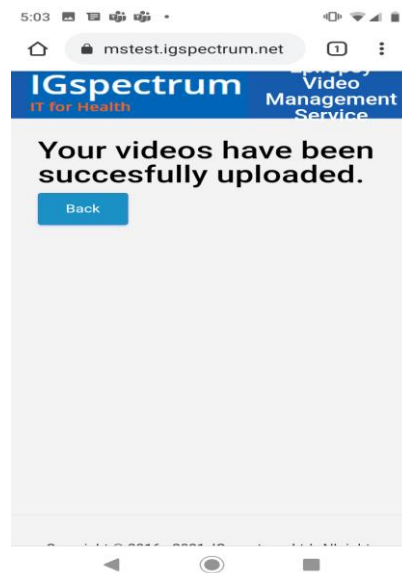 5:03
mstest.igspectrum.net
1
IGspectrum
IT for Health
Epilepsy
Video
Management
Service
Your videos have been
succesfully uploaded.
Back